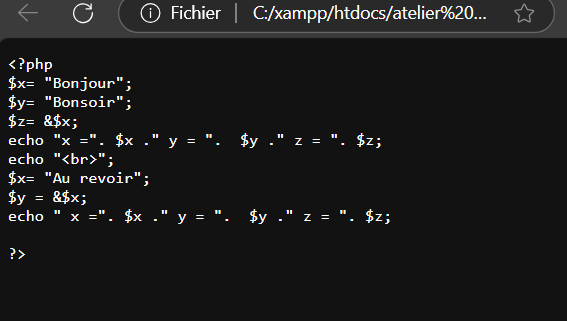 Fichier | C:/xampp/htdocs/atelier%20...
<?php
$x= "Bonjour";
$y= "Bonsoir";
$z= &$x;
echo "x =". $x ." y = ".  $y ." z = ". $z;
echo "<br>";
$x= "Au revoir";
$y = &$x;
echo " x =". $x ." y = ".  $y ." z = ". $z;
?>